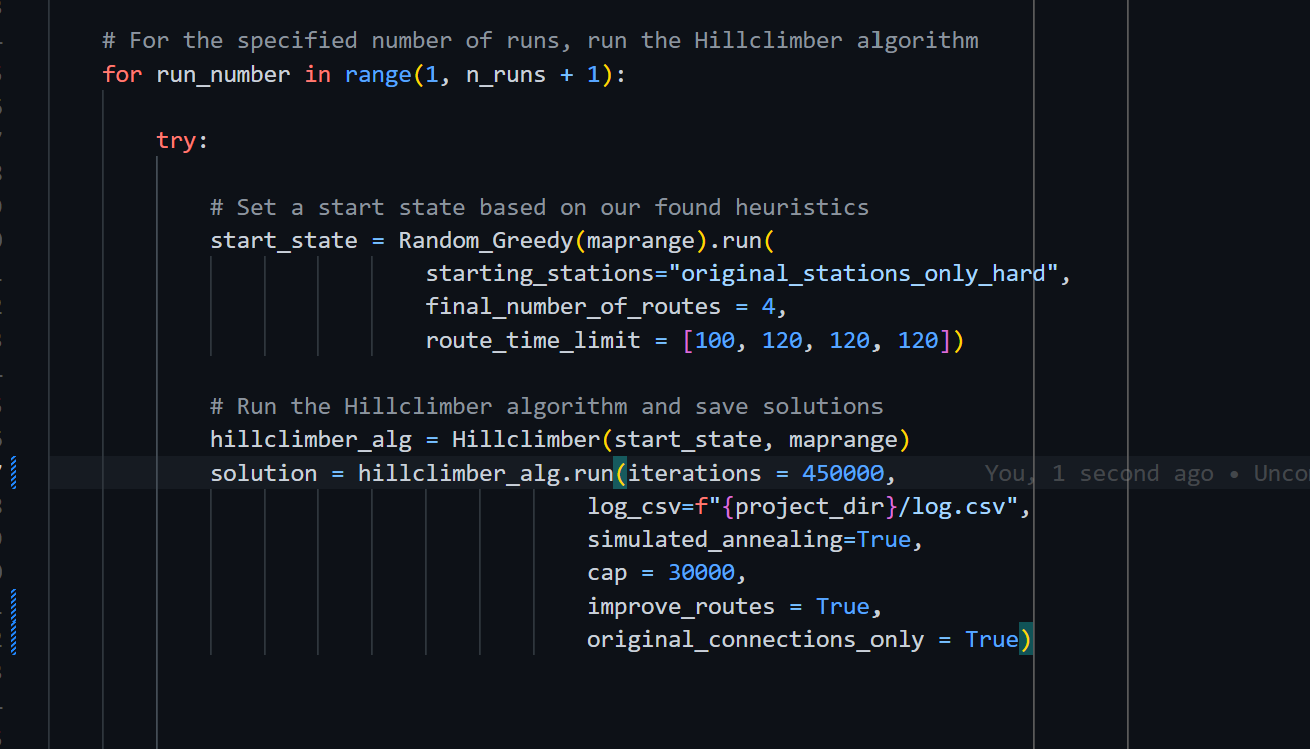 # For the specified number of runs, run the Hillclimber algorithm
for run_number in range(1, n_runs + 1):
try:
# Set a start state based on our found heuristics
start_state = Random_Greedy(maprange).run(
starting_stations="original_stations_only_hard",
final_number_of_routes = 4,
route_time_limit = [100, 120, 120, 120])
# Run the Hillclimber algorithm and save solutions
hillclimber_alg = Hillclimber(start_state, maprange)
solution = hillclimber_alg.run(iterations = 450000, You, 1 second ago • Unco
log_csv=f"{project_dir}/log.csv",
simulated_annealing=True,
cap = 30000,
improve_routes = True,
original_connections_only = True)